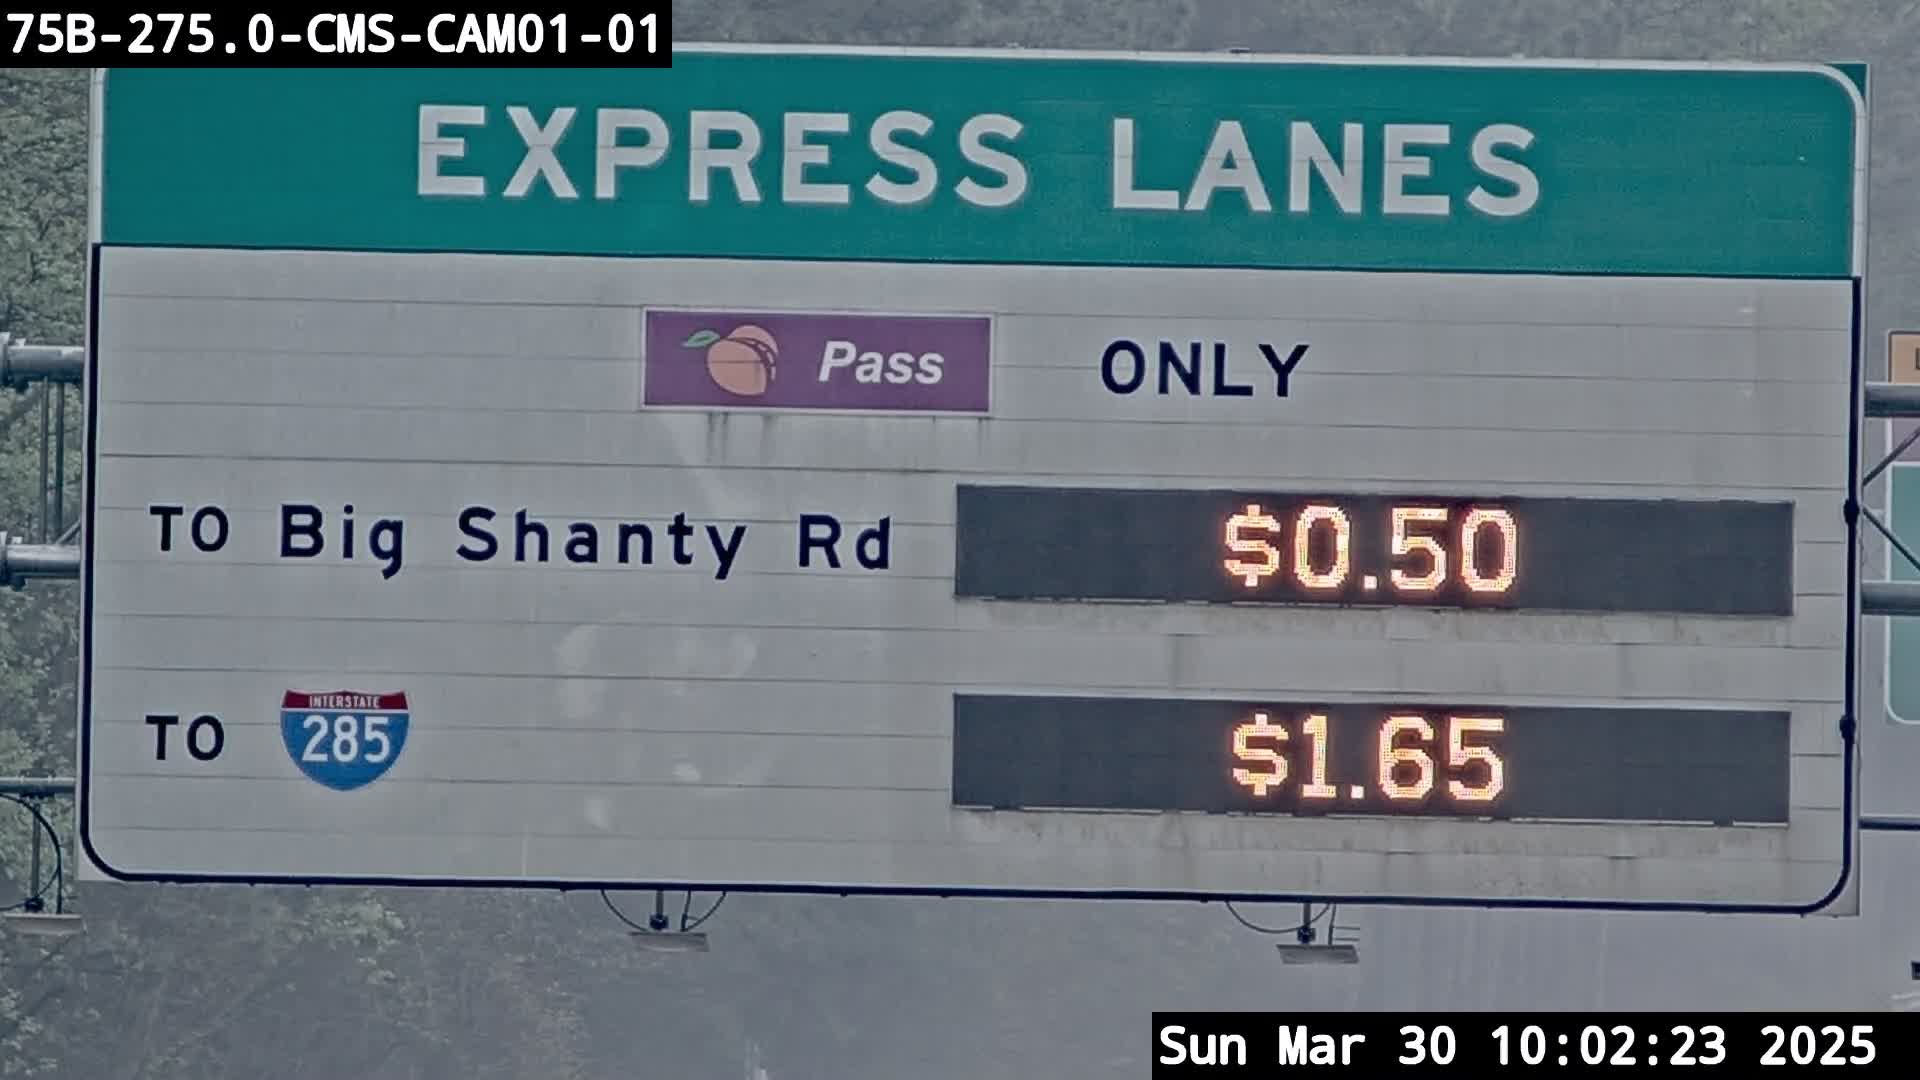 75B-275.0-CMS-CAM01-01
EXPRESS LANES
Pass ONLY
TO Big Shanty Rd $0.50
TO INTERSTATE 285 $1.65
Sun Mar 30 10:02:23 2025